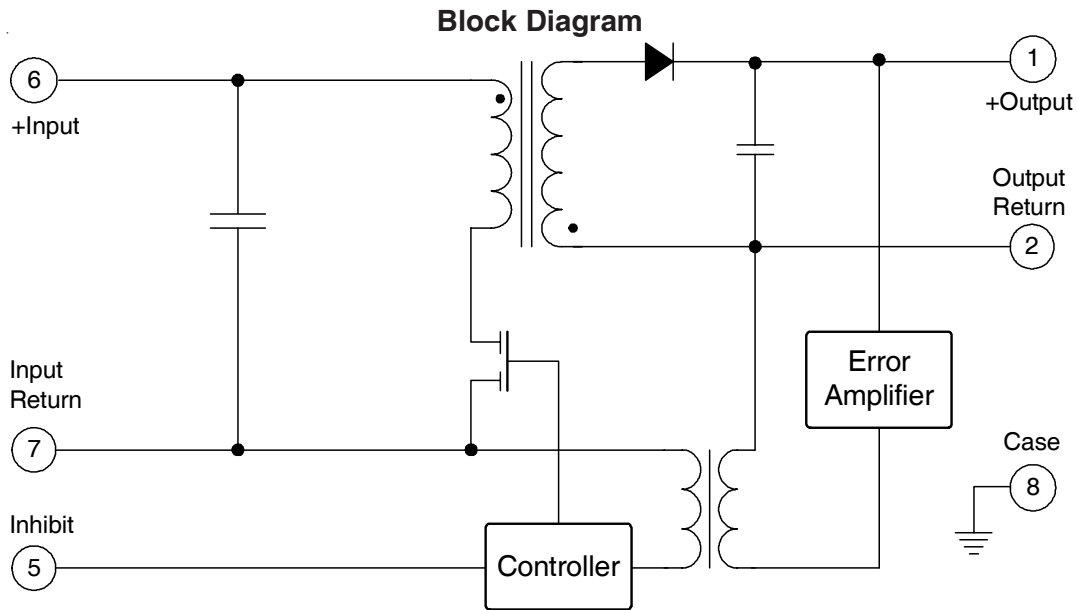 Block Diagram
6
+Input
1
+Output
Output
Return
2
Input
Return
7
Error
Amplifier
Case
8
Inhibit
5
Controller